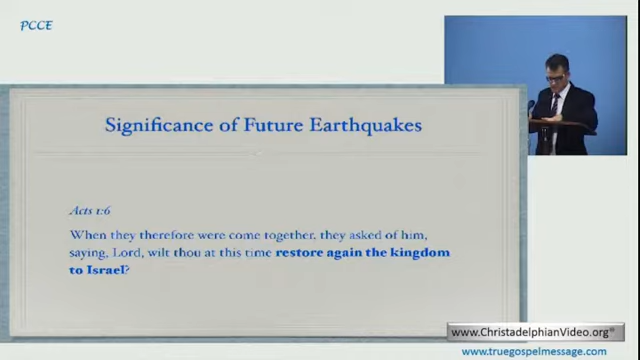 PCCE
Significance of Future Earthquakes
Acts 1:6
When they therefore were come together, they asked of him,
saying, Lord, wilt thou at this time restore again the kingdom
to Israel?
www.ChristadelphianVideo.org®
www.truegospelmessage.com